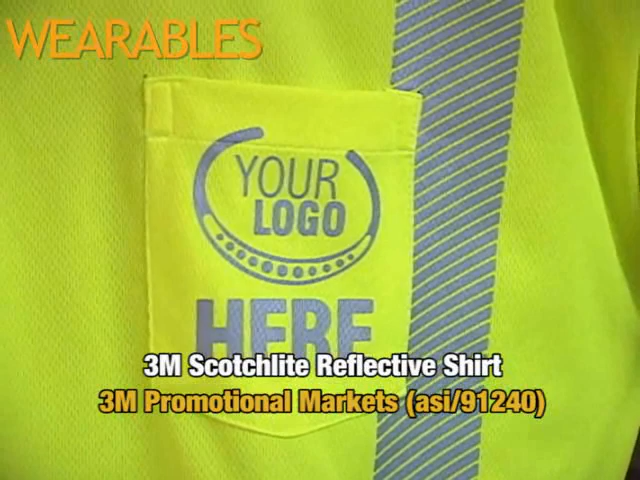 WEARABLES
YOUR
LOGO
HERE
3M Scotchlite Reflective Shirt
3M Promotional Markets (asi/91240)